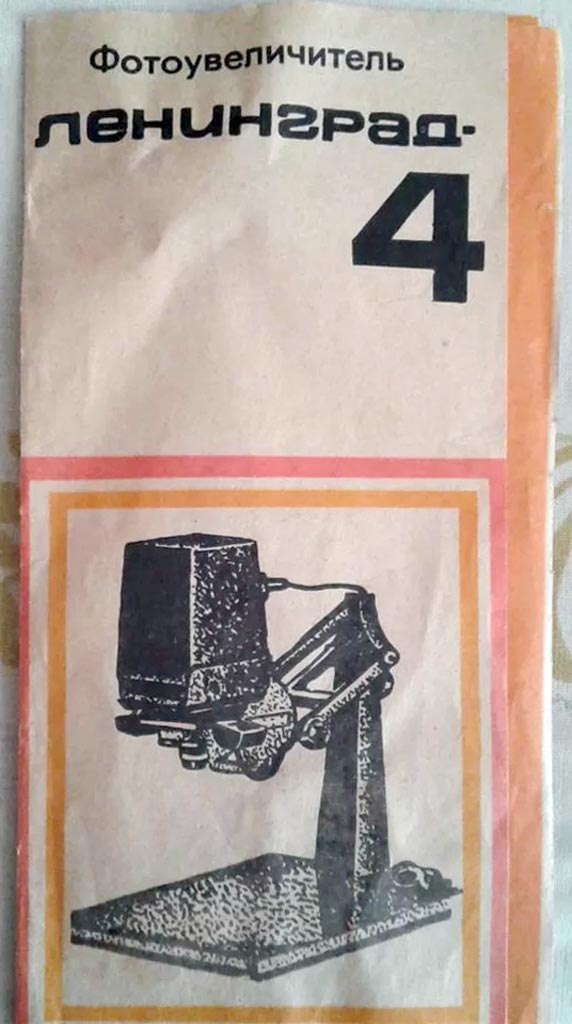 Фотоувеличитель
ленинград-
4